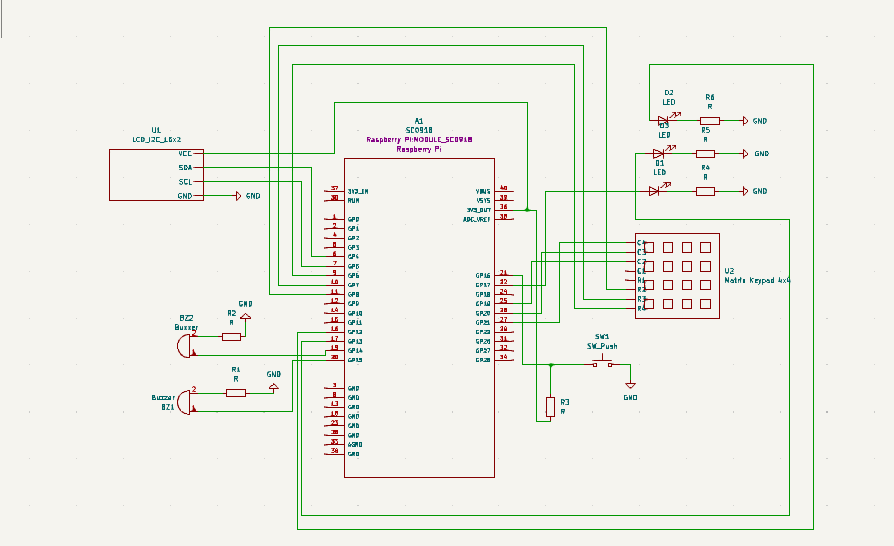 D2
LED
R6
R
GND
D3
LED
R5
R
GND
D1
LED
R4
R
GND
U1
LCD_I2C_16x2
VCC
SDA
SCL
GND
GND
A1
SC0918
Raspberry Pi:MODULE_SC0918
Raspberry Pi
37 3V3_IN
30 RUN
1 GP0
2 GP1
4 GP2
5 GP3
6 GP4
7 GP5
9 GP6
10 GP7
11 GP8
12 GP9
14 GP10
15 GP11
16 GP12
17 GP13
19 GP14
20 GP15
3 GND
8 GND
13 GND
18 GND
23 GND
GND
33 AGND
GND
VBUS 40
VSYS 39
3V3_OUT 36
ADC_VREF 35
GP16 21
GP17 22
GP18 24
GP19 25
GP20 26
GP21 27
GP22 29
GP26 31
GP27 32
GP28 34
C4
C3
C2
C1
R1
R2
R3
R4
U2
Matrix Keypad 4x4
BZ2
Buzzer
2
1
R2
R
GND
Buzzer
BZ1
2
1
R1
R
GND
SW1
SW_Push
GND
R3
R